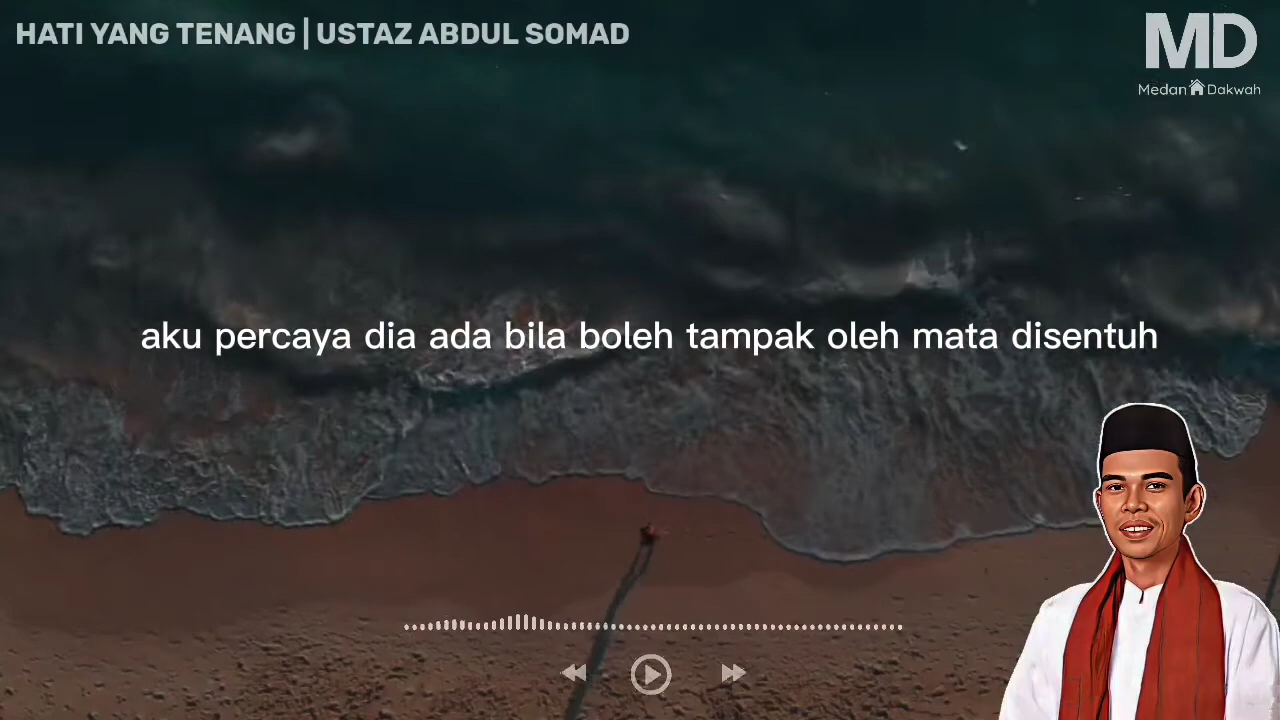 HATI YANG TENANG | USTAZ ABDUL SOMAD
MD
Medan Dakwah
aku percaya dia ada bila boleh tampak oleh mata disentuh